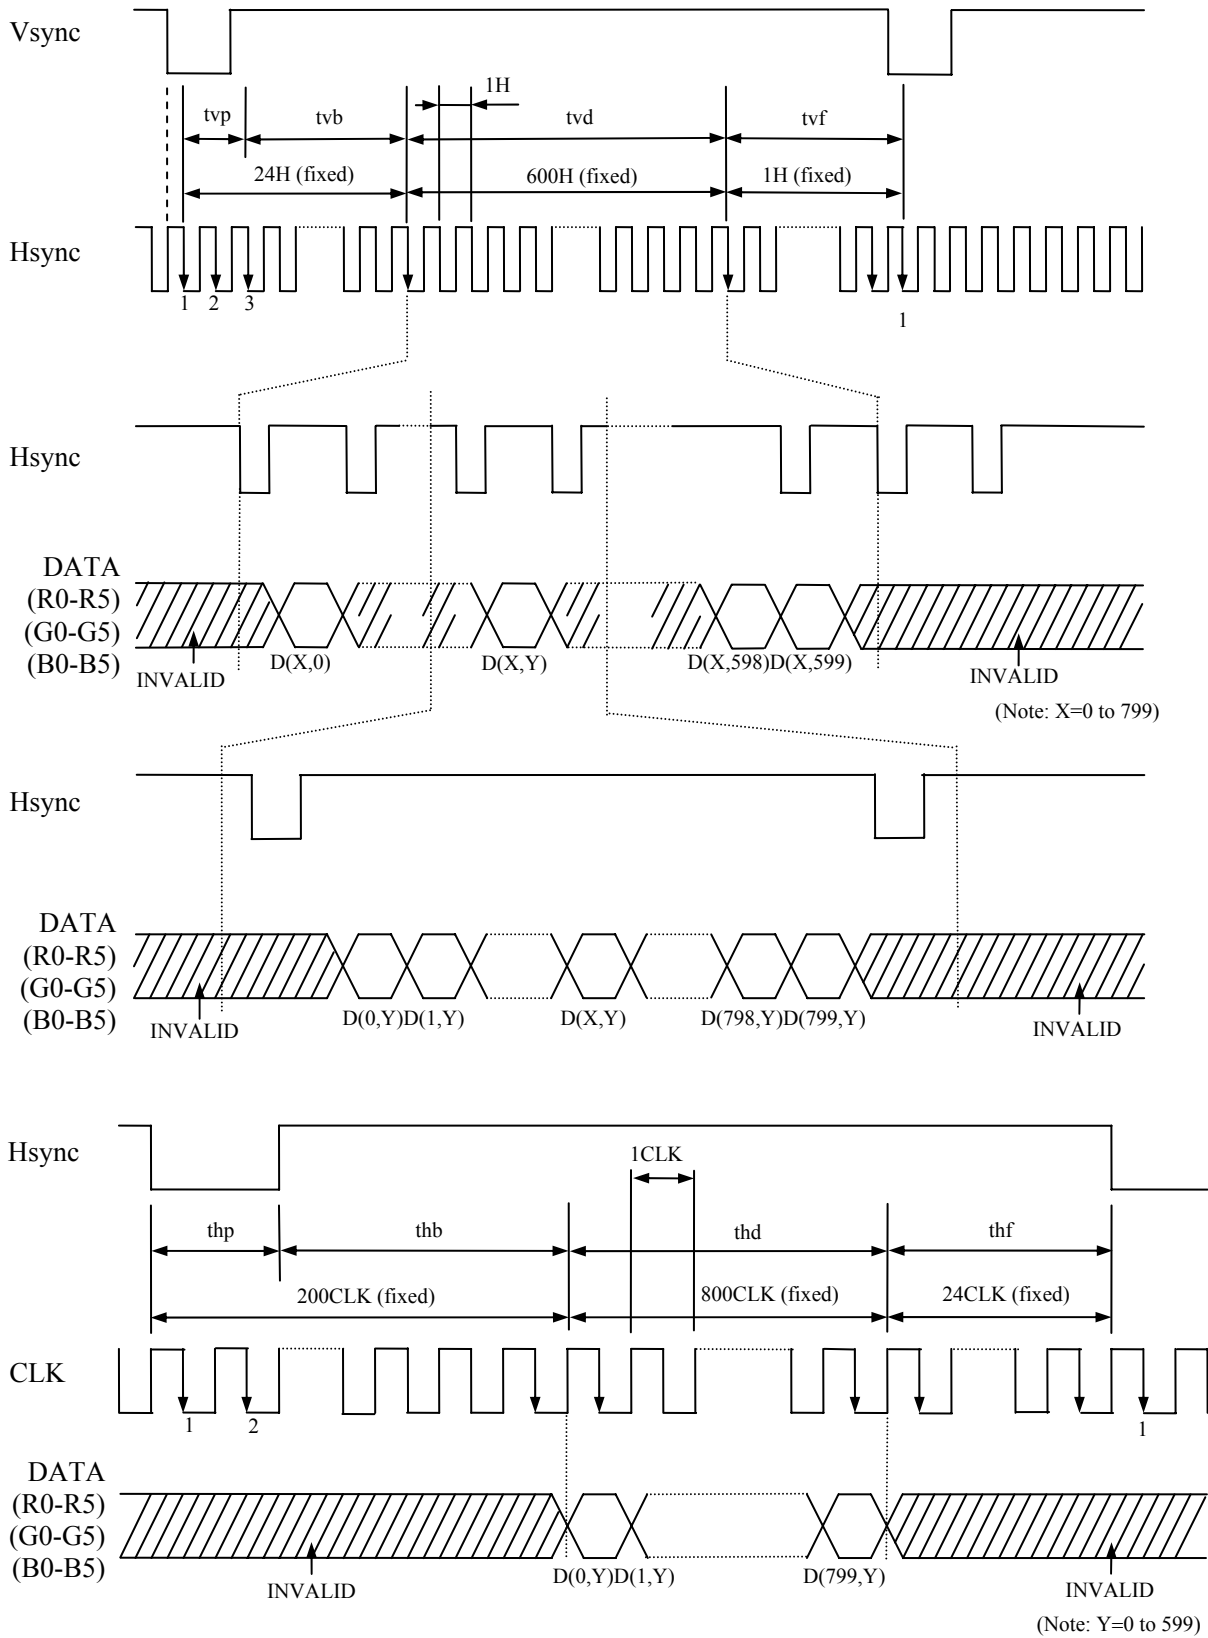 Vsync
1H
tvp
tvb
tvd
tvf
24H (fixed)
600H (fixed)
1H (fixed)
Hsync
1
2
3
1
Hsync
DATA
(R0-R5)
(G0-G5)
(B0-B5)
D(X,0)
D(X,Y)
D(X,598)D(X,599)
INVALID
INVALID
(Note: X=0 to 799)
Hsync
DATA
(R0-R5)
(G0-G5)
(B0-B5)
D(0,Y)D(1,Y)
D(X,Y)
D(798,Y)D(799,Y)
INVALID
INVALID
Hsync
1CLK
thp
thb
thd
thf
200CLK (fixed)
800CLK (fixed)
24CLK (fixed)
CLK
1
2
1
DATA
(R0-R5)
(G0-G5)
(B0-B5)
D(0,Y)D(1,Y)
D(799,Y)
INVALID
INVALID
(Note: Y=0 to 599)